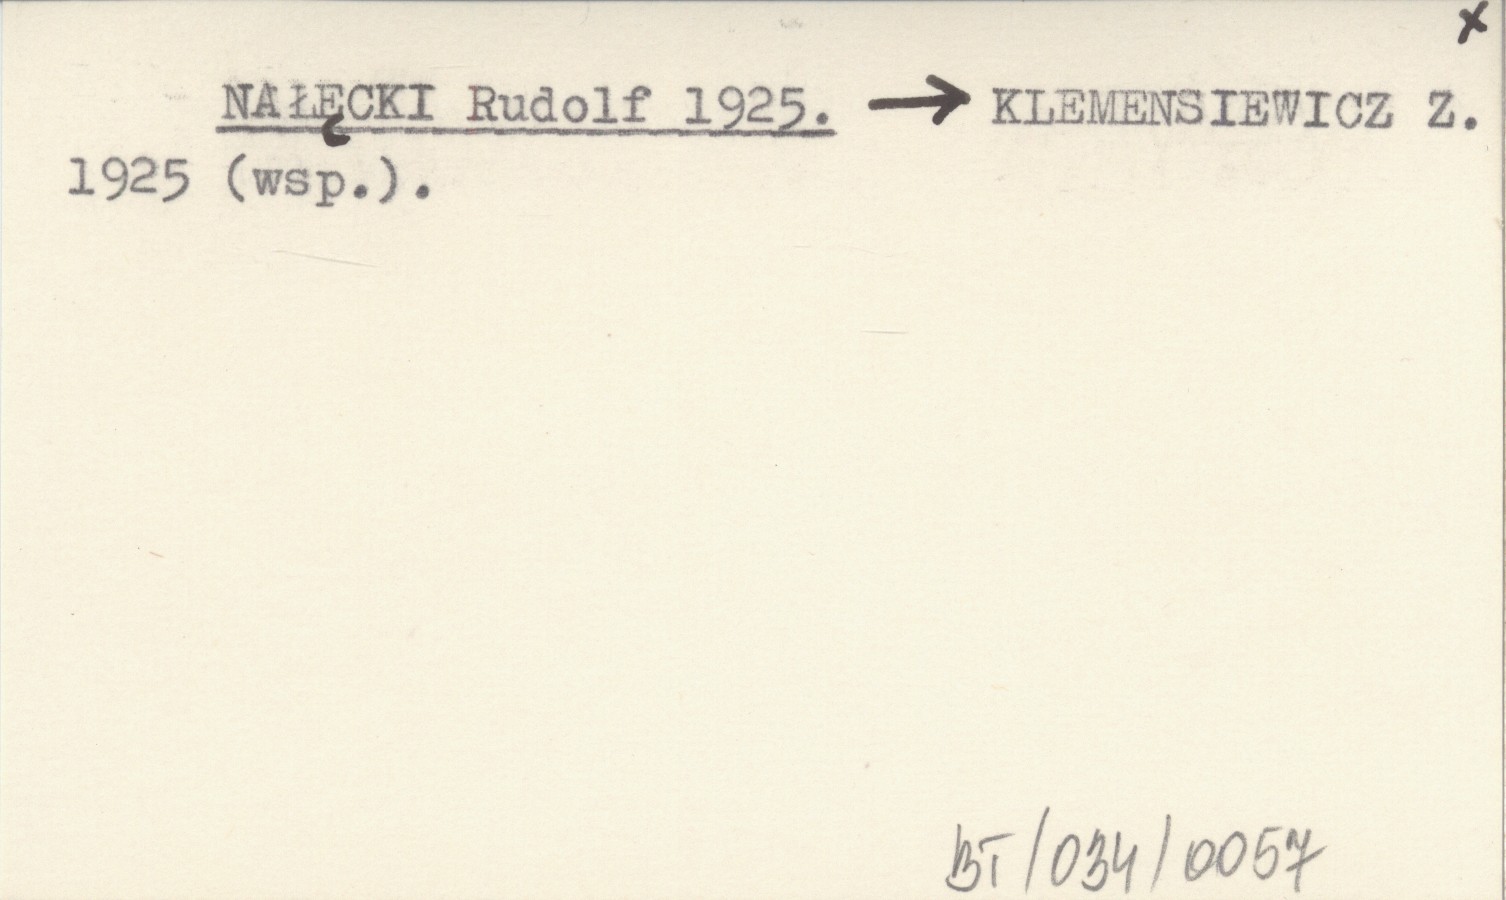 x
NAŁĘCKI Rudolf 1925. → KLEMENSIEWICZ Z.
1925 (wsp.).
BT/034/0057